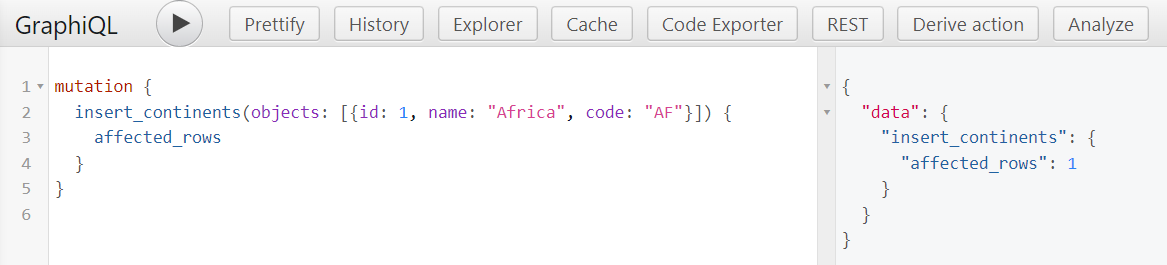 GraphiQL Prettify History Explorer Cache Code Exporter REST Derive action Analyze
1 mutation {
2 insert_continents(objects: [{id: 1, name: "Africa", code: "AF"}]) {
3 affected_rows
4 }
5 }
6
{
"data": {
"insert_continents": {
"affected_rows": 1
}
}
}